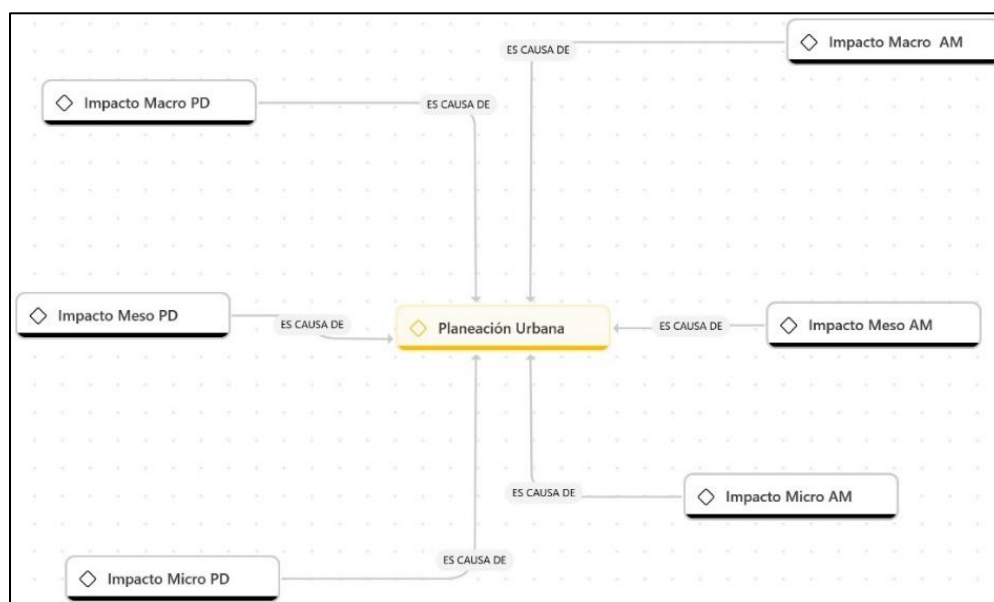 ES CAUSA DE
Impacto Macro AM
Impacto Macro PD
ES CAUSA DE
Impacto Meso PD
ES CAUSA DE
Planeación Urbana
ES CAUSA DE
Impacto Meso AM
ES CAUSA DE
Impacto Micro AM
ES CAUSA DE
Impacto Micro PD